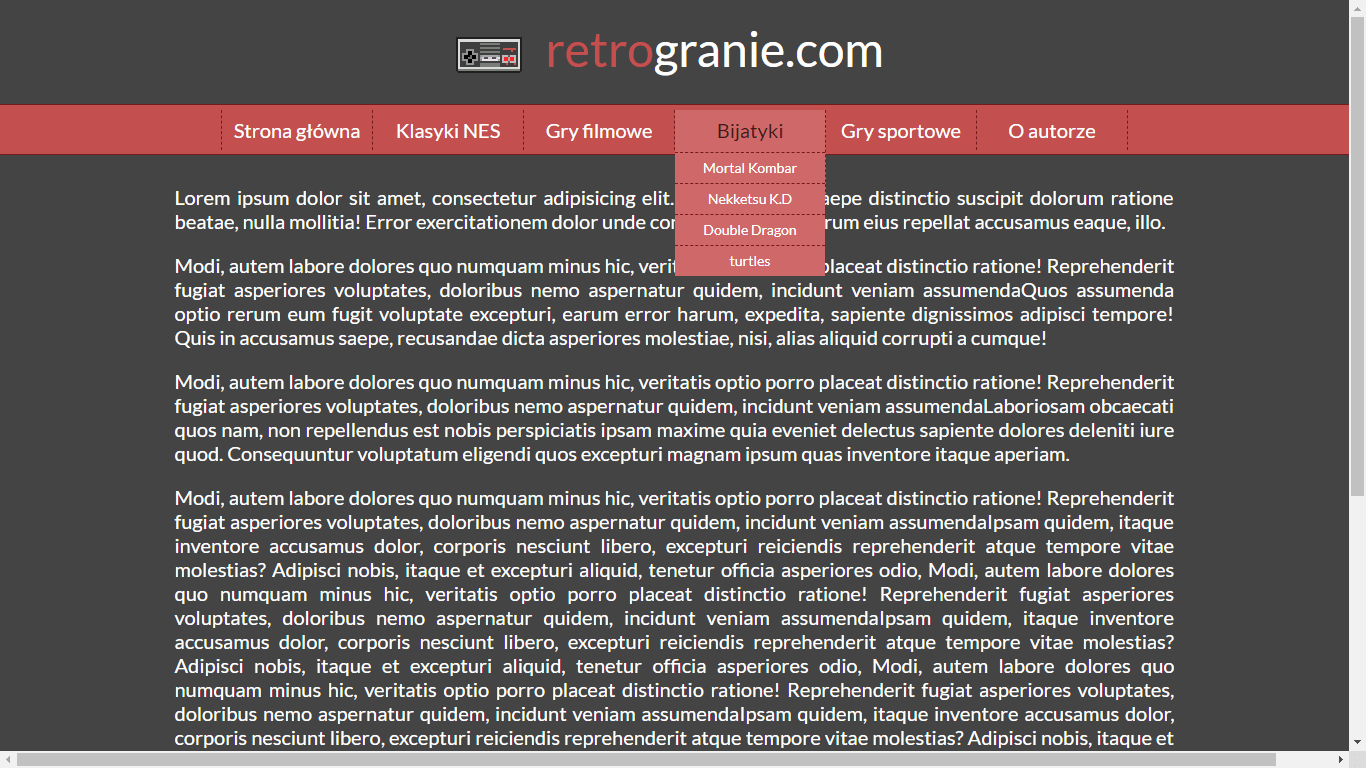 retrogranie.com
Strona główna Klasyki NES Gry filmowe Bijatyki Gry sportowe O autorze
Mortal Kombar
Nekketsu K.D
Double Dragon
turtles
Lorem ipsum dolor sit amet, consectetur adipisicing elit. aepe distinctio suscipit dolorum ratione
beatae, nulla mollitia! Error exercitationem dolor unde cor rum eius repellat accusamus eaque, illo.
Modi, autem labore dolores quo numquam minus hic, verit placeat distinctio ratione! Reprehenderit
fugiat asperiores voluptates, doloribus nemo aspernatur quidem, incidunt veniam assumendaQuos assumenda
optio rerum eum fugit voluptate excepturi, earum error harum, expedita, sapiente dignissimos adipisci tempore!
Quis in accusamus saepe, recusandae dicta asperiores molestiae, nisi, alias aliquid corrupti a cumque!
Modi, autem labore dolores quo numquam minus hic, veritatis optio porro placeat distinctio ratione! Reprehenderit
fugiat asperiores voluptates, doloribus nemo aspernatur quidem, incidunt veniam assumendaLaboriosam obcaecati
quos nam, non repellendus est nobis perspiciatis ipsam maxime quia eveniet delectus sapiente dolores deleniti iure
quod. Consequuntur voluptatum eligendi quos excepturi magnam ipsum quas inventore itaque aperiam.
Modi, autem labore dolores quo numquam minus hic, veritatis optio porro placeat distinctio ratione! Reprehenderit
fugiat asperiores voluptates, doloribus nemo aspernatur quidem, incidunt veniam assumendaIpsam quidem, itaque
inventore accusamus dolor, corporis nesciunt libero, excepturi reiciendis reprehenderit atque tempore vitae
molestias? Adipisci nobis, itaque et excepturi aliquid, tenetur officia asperiores odio, Modi, autem labore dolores
quo numquam minus hic, veritatis optio porro placeat distinctio ratione! Reprehenderit fugiat asperiores
voluptates, doloribus nemo aspernatur quidem, incidunt veniam assumendaIpsam quidem, itaque inventore
accusamus dolor, corporis nesciunt libero, excepturi reiciendis reprehenderit atque tempore vitae molestias?
Adipisci nobis, itaque et excepturi aliquid, tenetur officia asperiores odio, Modi, autem labore dolores quo
numquam minus hic, veritatis optio porro placeat distinctio ratione! Reprehenderit fugiat asperiores voluptates,
doloribus nemo aspernatur quidem, incidunt veniam assumendaIpsam quidem, itaque inventore accusamus dolor,
corporis nesciunt libero, excepturi reiciendis reprehenderit atque tempore vitae molestias? Adipisci nobis, itaque et